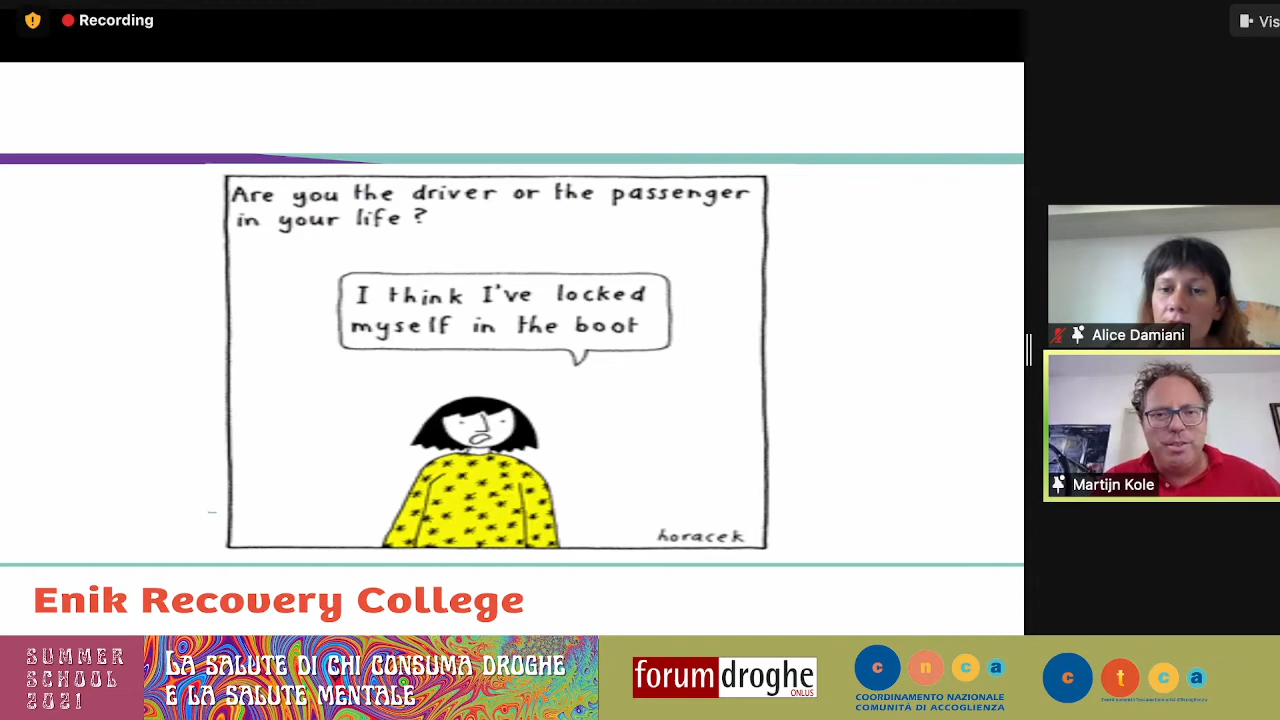 Recording
Vis
Are you the driver or the passenger
in your life ?
I think I've locked
myself in the boot
horacek
Alice Damiani
Martijn Kole
Enik Recovery College
SUMMER
SCHOOL
2021
LA SALUTE DI CHI CONSUMA DROGHE
E LA SALUTE MENTALE
forumdroghe
ONLUS
cnca
COORDINAMENTO NAZIONALE
COMUNITÀ DI ACCOGLIENZA
ctca